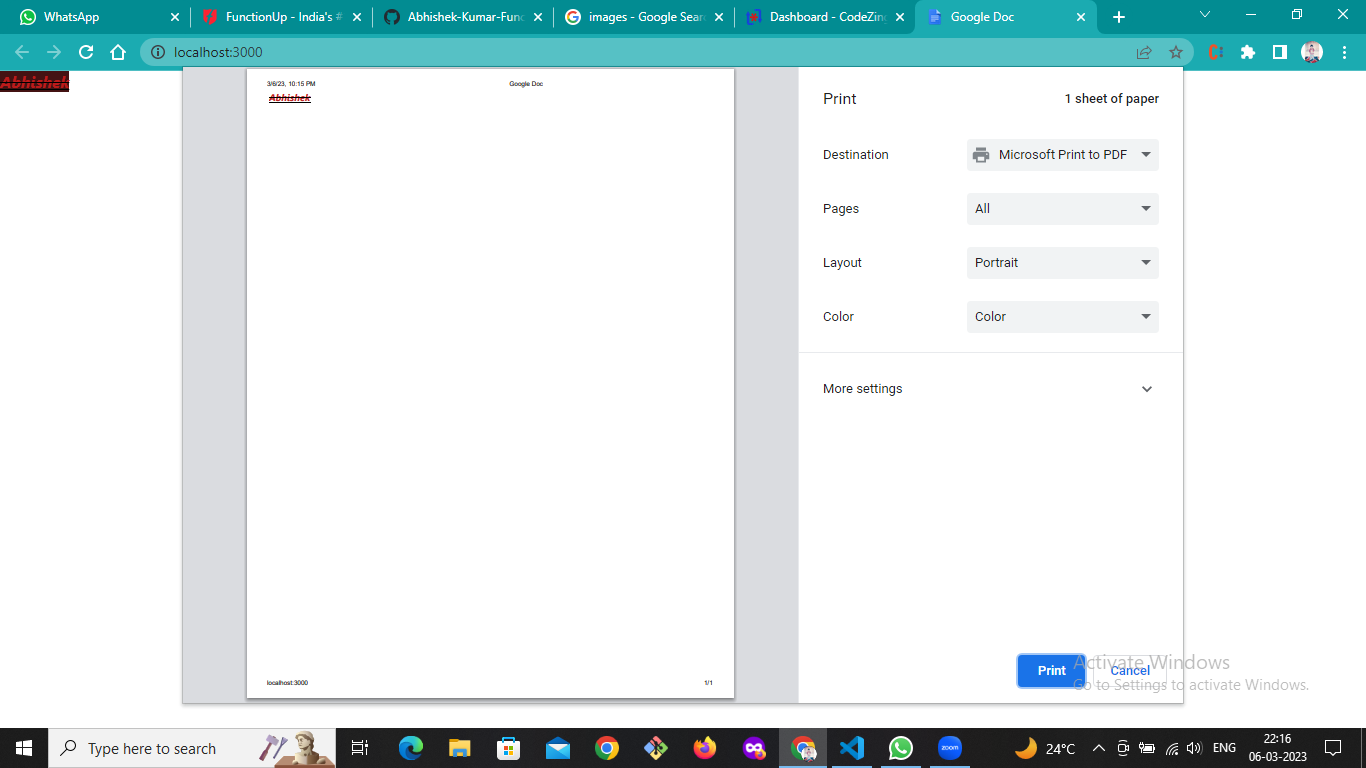 WhatsApp
FunctionUp - India's #
Abhishek-Kumar-Func
images - Google Sear
Dashboard - CodeZin
Google Doc
localhost:3000
Abhishek
3/6/23, 10:15 PM
Google Doc
Abhishek
localhost:3000
1/1
Print
1 sheet of paper
Destination
Microsoft Print to PDF
Pages
All
Layout
Portrait
Color
Color
More settings
Print
Cancel
Activate Windows
Go to Settings to activate Windows.
Type here to search
zoom
24°C
ENG
22:16
06-03-2023